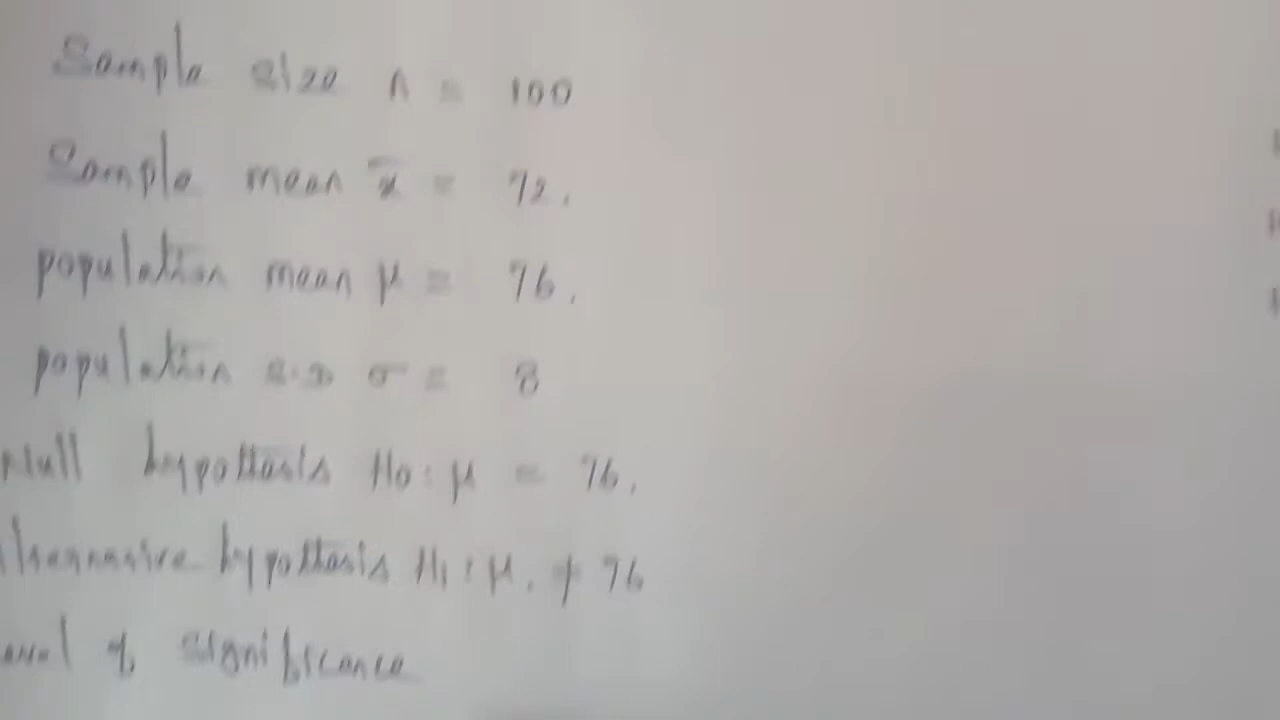 Sample size n = 100
Sample mean x̄ = 72.
population mean μ = 76.
population S.D σ = 8
Null hypothesis H₀ : μ = 76.
hypothesis H₁ : μ. ≠ 76
of significance